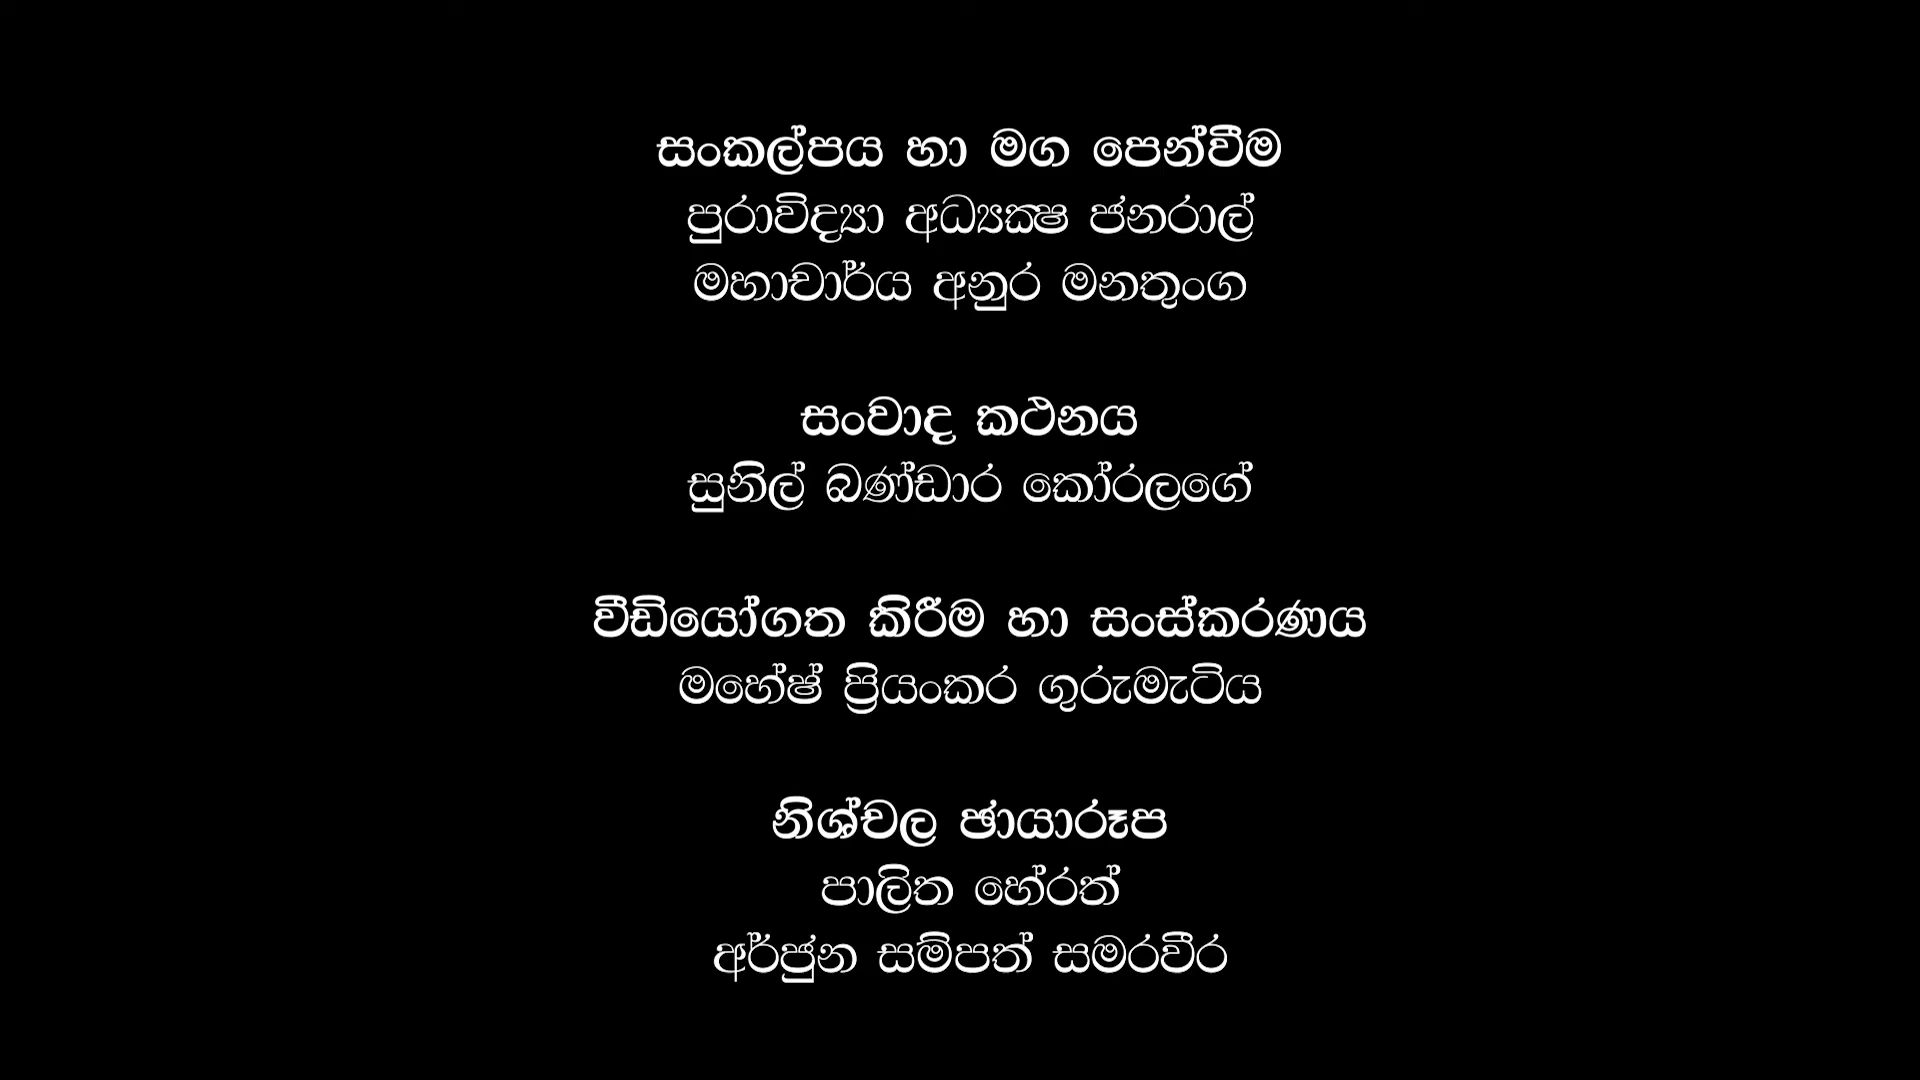 සංකල්පය හා මග පෙන්වීම
පුරාවිද්‍යා අධ්‍යක්ෂ ජනරාල්
මහාචාර්ය අනුර මනතුංග
සංවාද කථනය
සුනිල් බණ්ඩාර කෝරලගේ
වීඩියෝගත කිරීම හා සංස්කරණය
මහේෂ් ප්‍රියංකර ගුරුමැටිය
නිශ්චල ඡායාරූප
පාලිත හේරත්
අර්ජුන සම්පත් සමරවීර